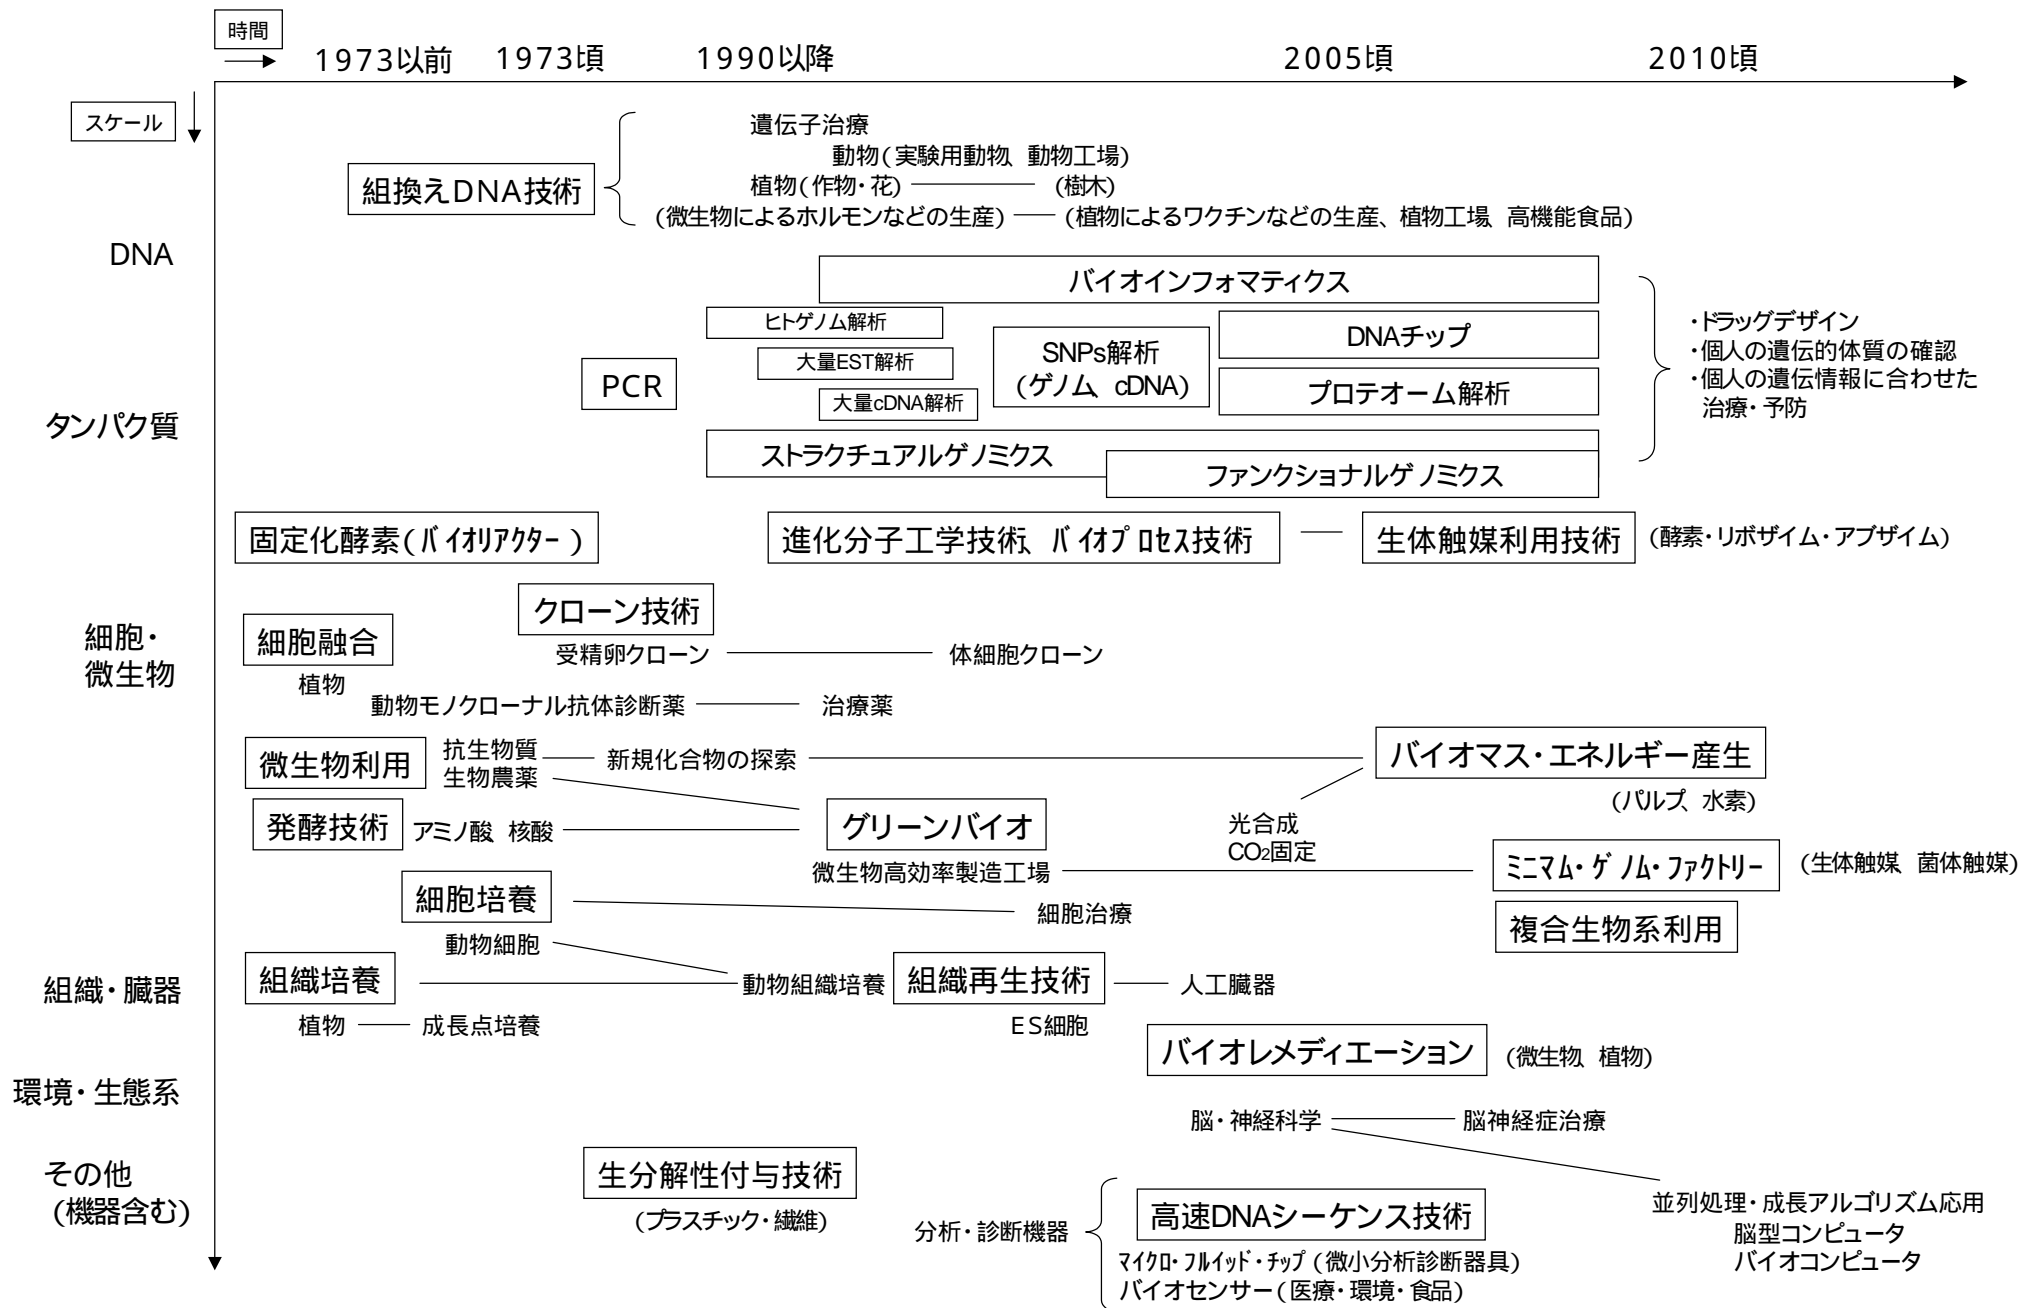 時間
1973以前
1973頃
1990以降
2005頃
2010頃
スケール
遺伝子治療
動物(実験用動物、動物工場)
組換えDNA技術
植物(作物・花)
(樹木)
(微生物によるホルモンなどの生産)
(植物によるワクチンなどの生産、植物工場、高機能食品)
DNA
バイオインフォマティクス
ヒトゲノム解析
大量EST解析
大量cDNA解析
PCR
SNPs解析
(ゲノム、cDNA)
DNAチップ
プロテオーム解析
・ドラッグデザイン
・個人の遺伝的体質の確認
・個人の遺伝情報に合わせた
治療・予防
タンパク質
ストラクチュアルゲノミクス
ファンクショナルゲノミクス
固定化酵素(ﾊﾞｲｵﾘｱｸﾀｰ)
進化分子工学技術、ﾊﾞｲｵﾌﾟﾛｾｽ技術
生体触媒利用技術
(酵素・リボザイム・アブザイム)
クローン技術
細胞・
微生物
細胞融合
受精卵クローン
体細胞クローン
植物
動物モノクローナル抗体診断薬
治療薬
微生物利用
抗生物質
生物農薬
新規化合物の探索
バイオマス・エネルギー産生
(パルプ、水素)
発酵技術
アミノ酸、核酸
グリーンバイオ
光合成
CO2固定
微生物高効率製造工場
ﾐﾆﾏﾑ・ｹﾞﾉﾑ・ﾌｧｸﾄﾘｰ
(生体触媒、菌体触媒)
細胞培養
細胞治療
複合生物系利用
動物細胞
組織・臓器
組織培養
動物組織培養
組織再生技術
人工臓器
植物
成長点培養
ES細胞
バイオレメディエーション
(微生物、植物)
環境・生態系
脳・神経科学
脳神経症治療
その他
(機器含む)
生分解性付与技術
(プラスチック・繊維)
分析・診断機器
高速DNAシーケンス技術
ﾏｲｸﾛ・ﾌﾙｲｯﾄﾞ・ﾁｯﾌﾟ(微小分析診断器具)
バイオセンサー(医療・環境・食品)
並列処理・成長アルゴリズム応用
脳型コンピュータ
バイオコンピュータ